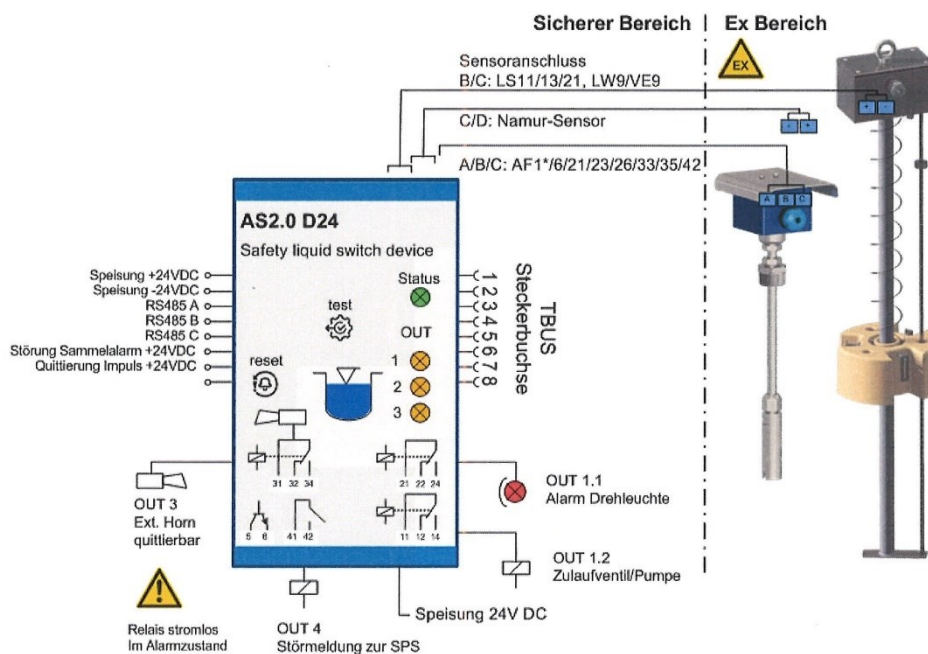 Sicherer Bereich
Ex Bereich
EX
Sensoranschluss
B/C: LS11/13/21, LW9/VE9
+ -
C/D: Namur-Sensor
- +
A/B/C: AF1*/6/21/23/26/33/35/42
A B C
AS2.0 D24
Safety liquid switch device
Status
test
OUT
reset
1
2
3
Speisung +24VDC
Speisung -24VDC
RS485 A
RS485 B
RS485 C
Störung Sammelalarm +24VDC
Quittierung Impuls +24VDC
1
2
3
4
5
6
7
8
TBUS
Steckerbuchse
31 32 34
21 22 24
5 6
41 42
11 12 14
OUT 3
Ext. Horn
quittierbar
OUT 1.1
Alarm Drehleuchte
OUT 1.2
Zulaufventil/Pumpe
Speisung 24V DC
Relais stromlos
Im Alarmzustand
OUT 4
Störmeldung zur SPS